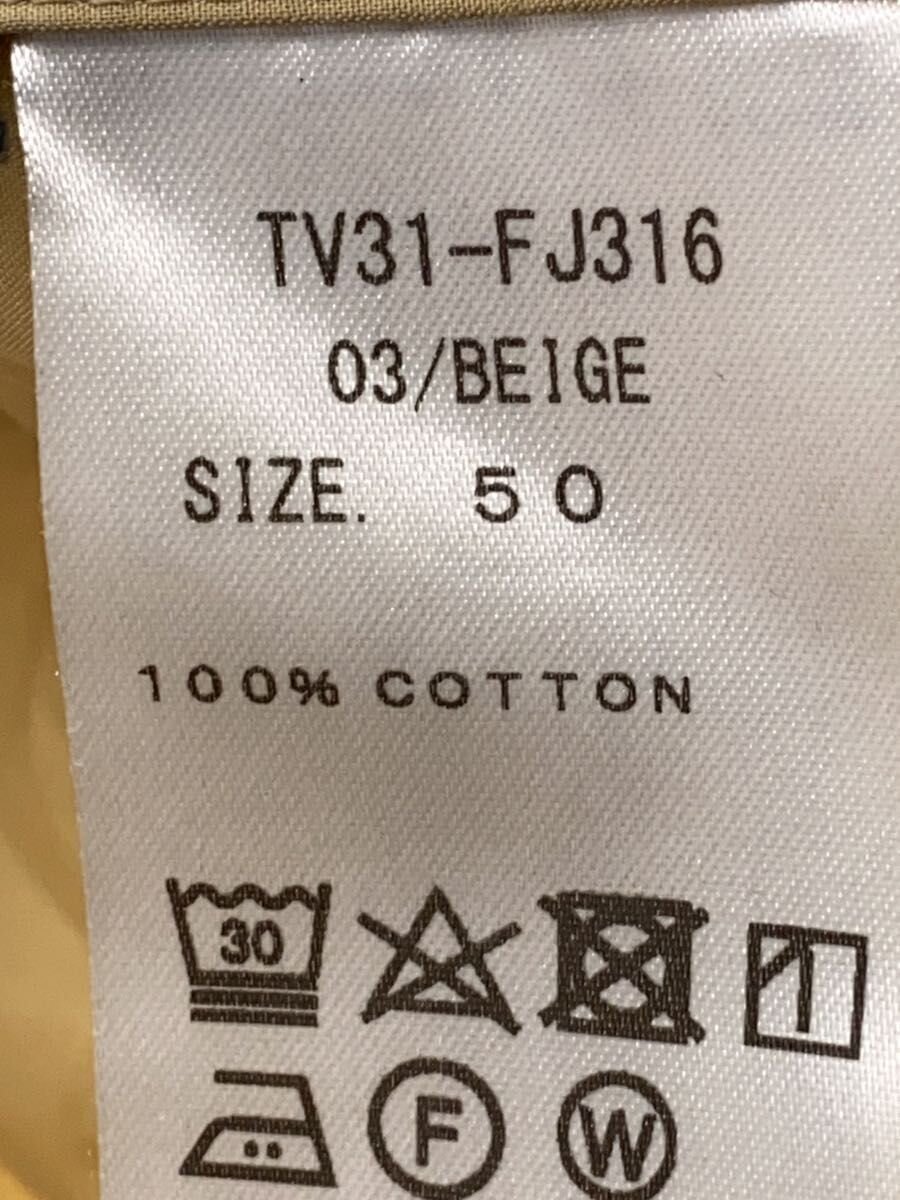 TV31-FJ316
03/BEIGE
SIZE. 50
100% COTTON
30
F W